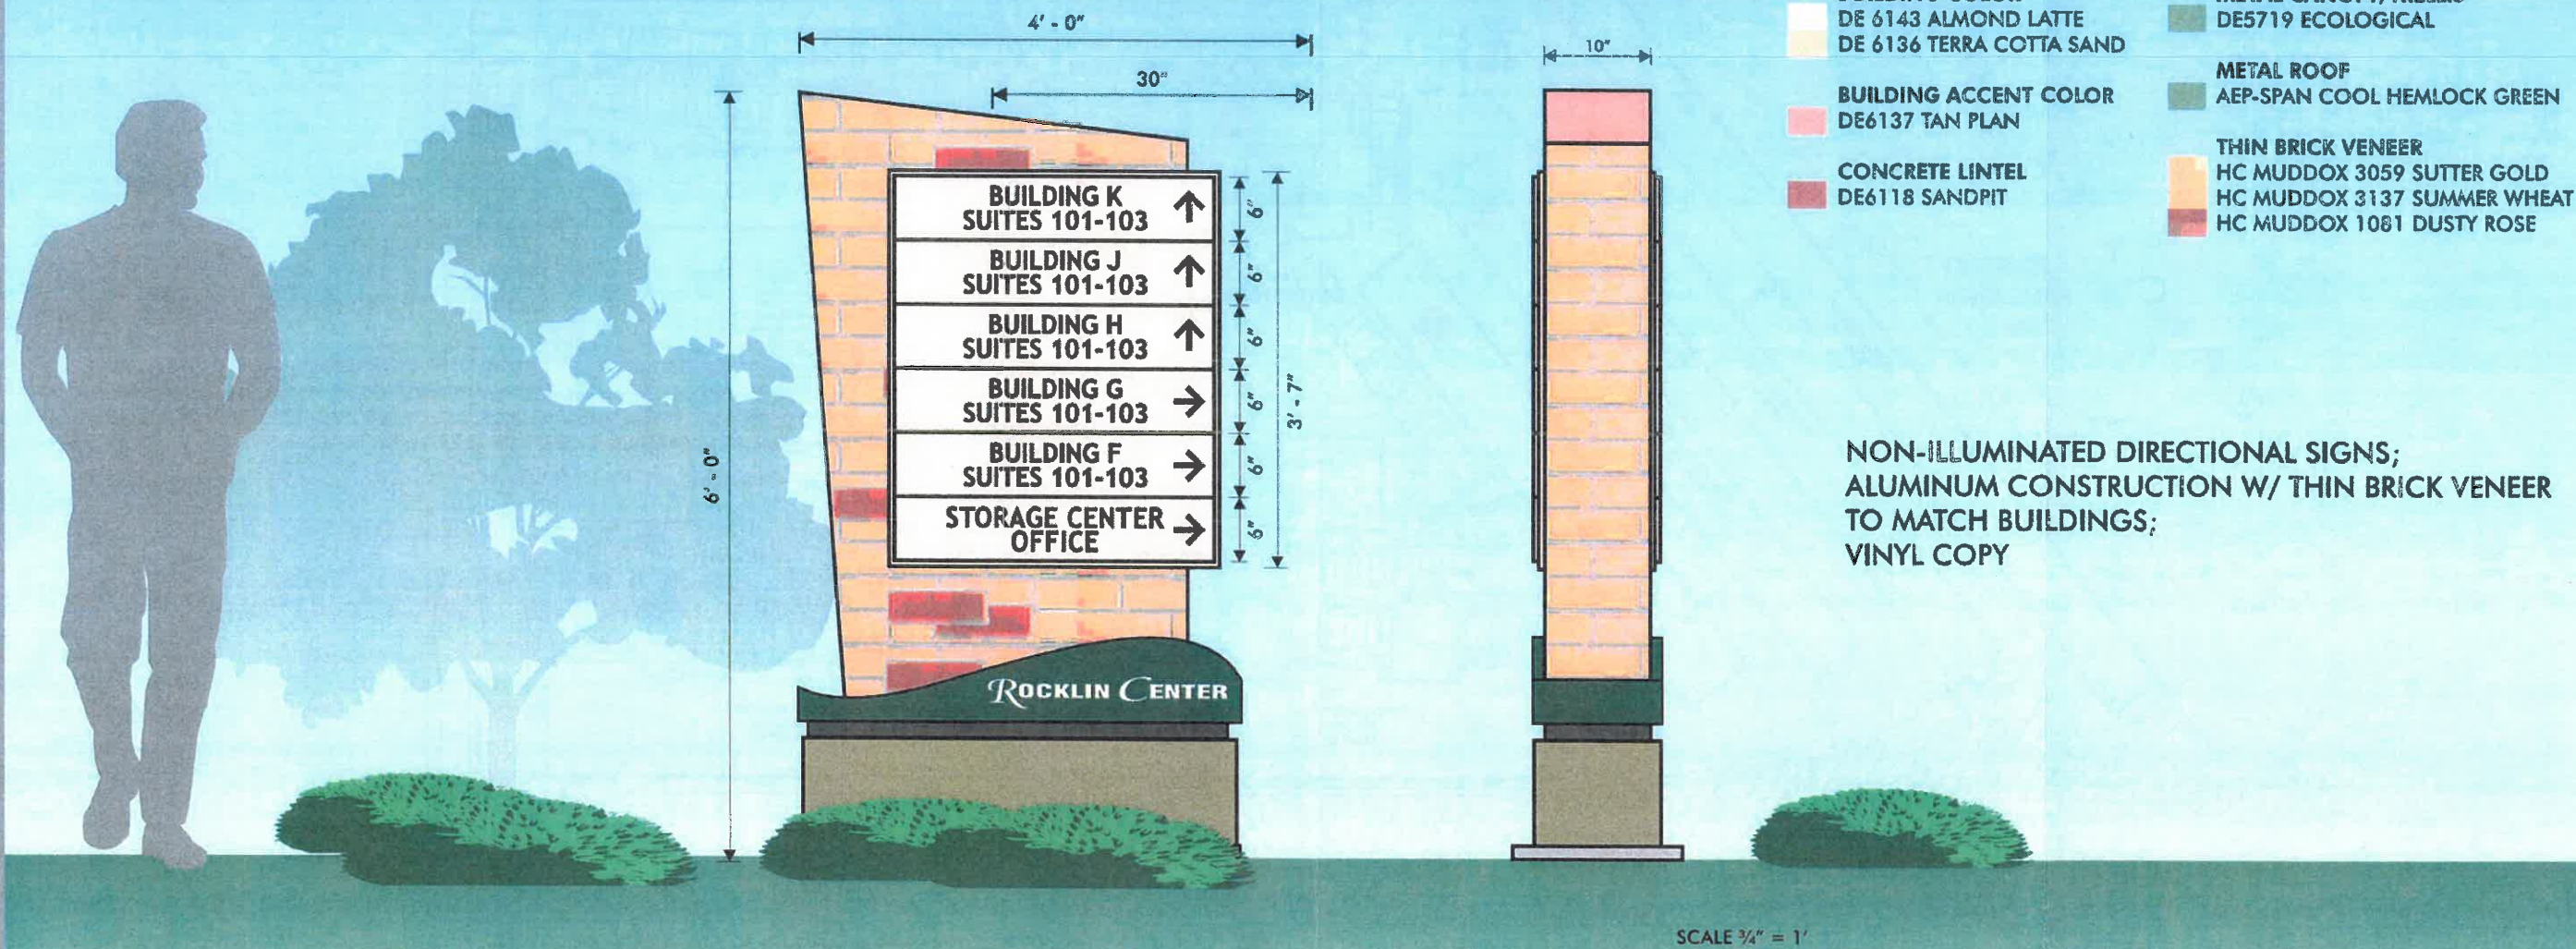 4' - 0"
30"
10"
6' - 0"
BUILDING K
SUITES 101-103
BUILDING J
SUITES 101-103
BUILDING H
SUITES 101-103
BUILDING G
SUITES 101-103
BUILDING F
SUITES 101-103
STORAGE CENTER
OFFICE
6"
6"
6"
6"
6"
6"
3' - 7"
ROCKLIN CENTER
DE 6143 ALMOND LATTE
DE 6136 TERRA COTTA SAND
BUILDING ACCENT COLOR
DE6137 TAN PLAN
CONCRETE LINTEL
DE6118 SANDPIT
DE5719 ECOLOGICAL
METAL ROOF
AEP-SPAN COOL HEMLOCK GREEN
THIN BRICK VENEER
HC MUDDOX 3059 SUTTER GOLD
HC MUDDOX 3137 SUMMER WHEAT
HC MUDDOX 1081 DUSTY ROSE
NON-ILLUMINATED DIRECTIONAL SIGNS;
ALUMINUM CONSTRUCTION W/ THIN BRICK VENEER
TO MATCH BUILDINGS;
VINYL COPY
SCALE ¾" = 1'